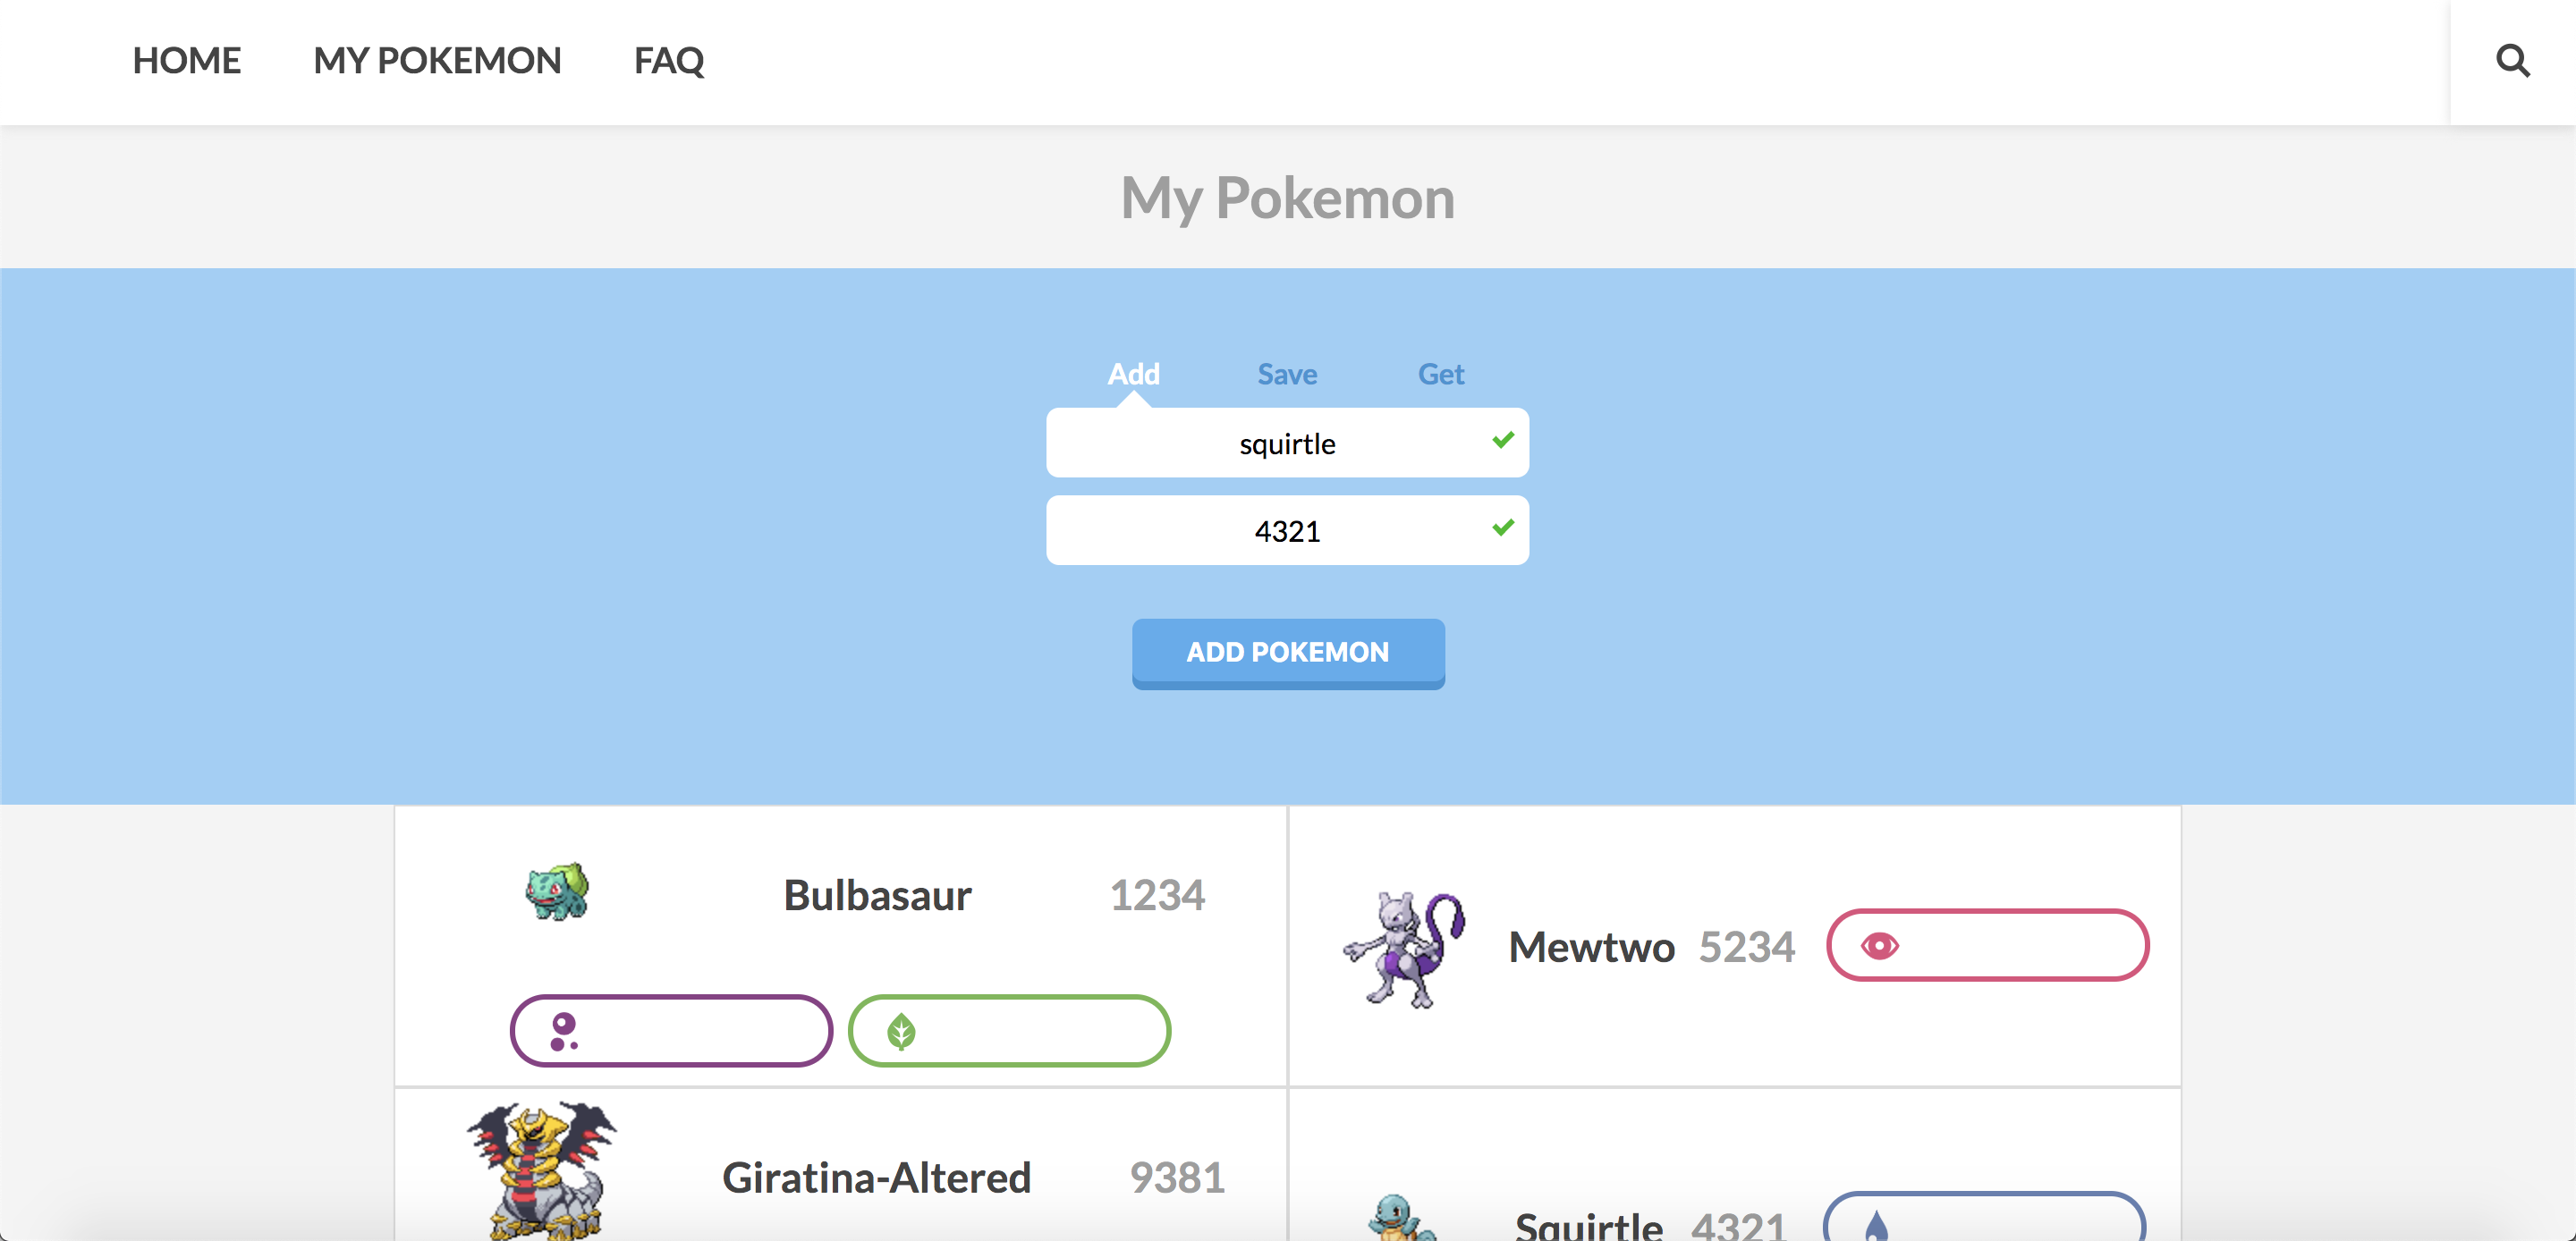 HOME MY POKEMON FAQ
My Pokemon
Add Save Get
squirtle
4321
ADD POKEMON
Bulbasaur 1234
Mewtwo 5234
Giratina-Altered 9381
Squirtle 4321